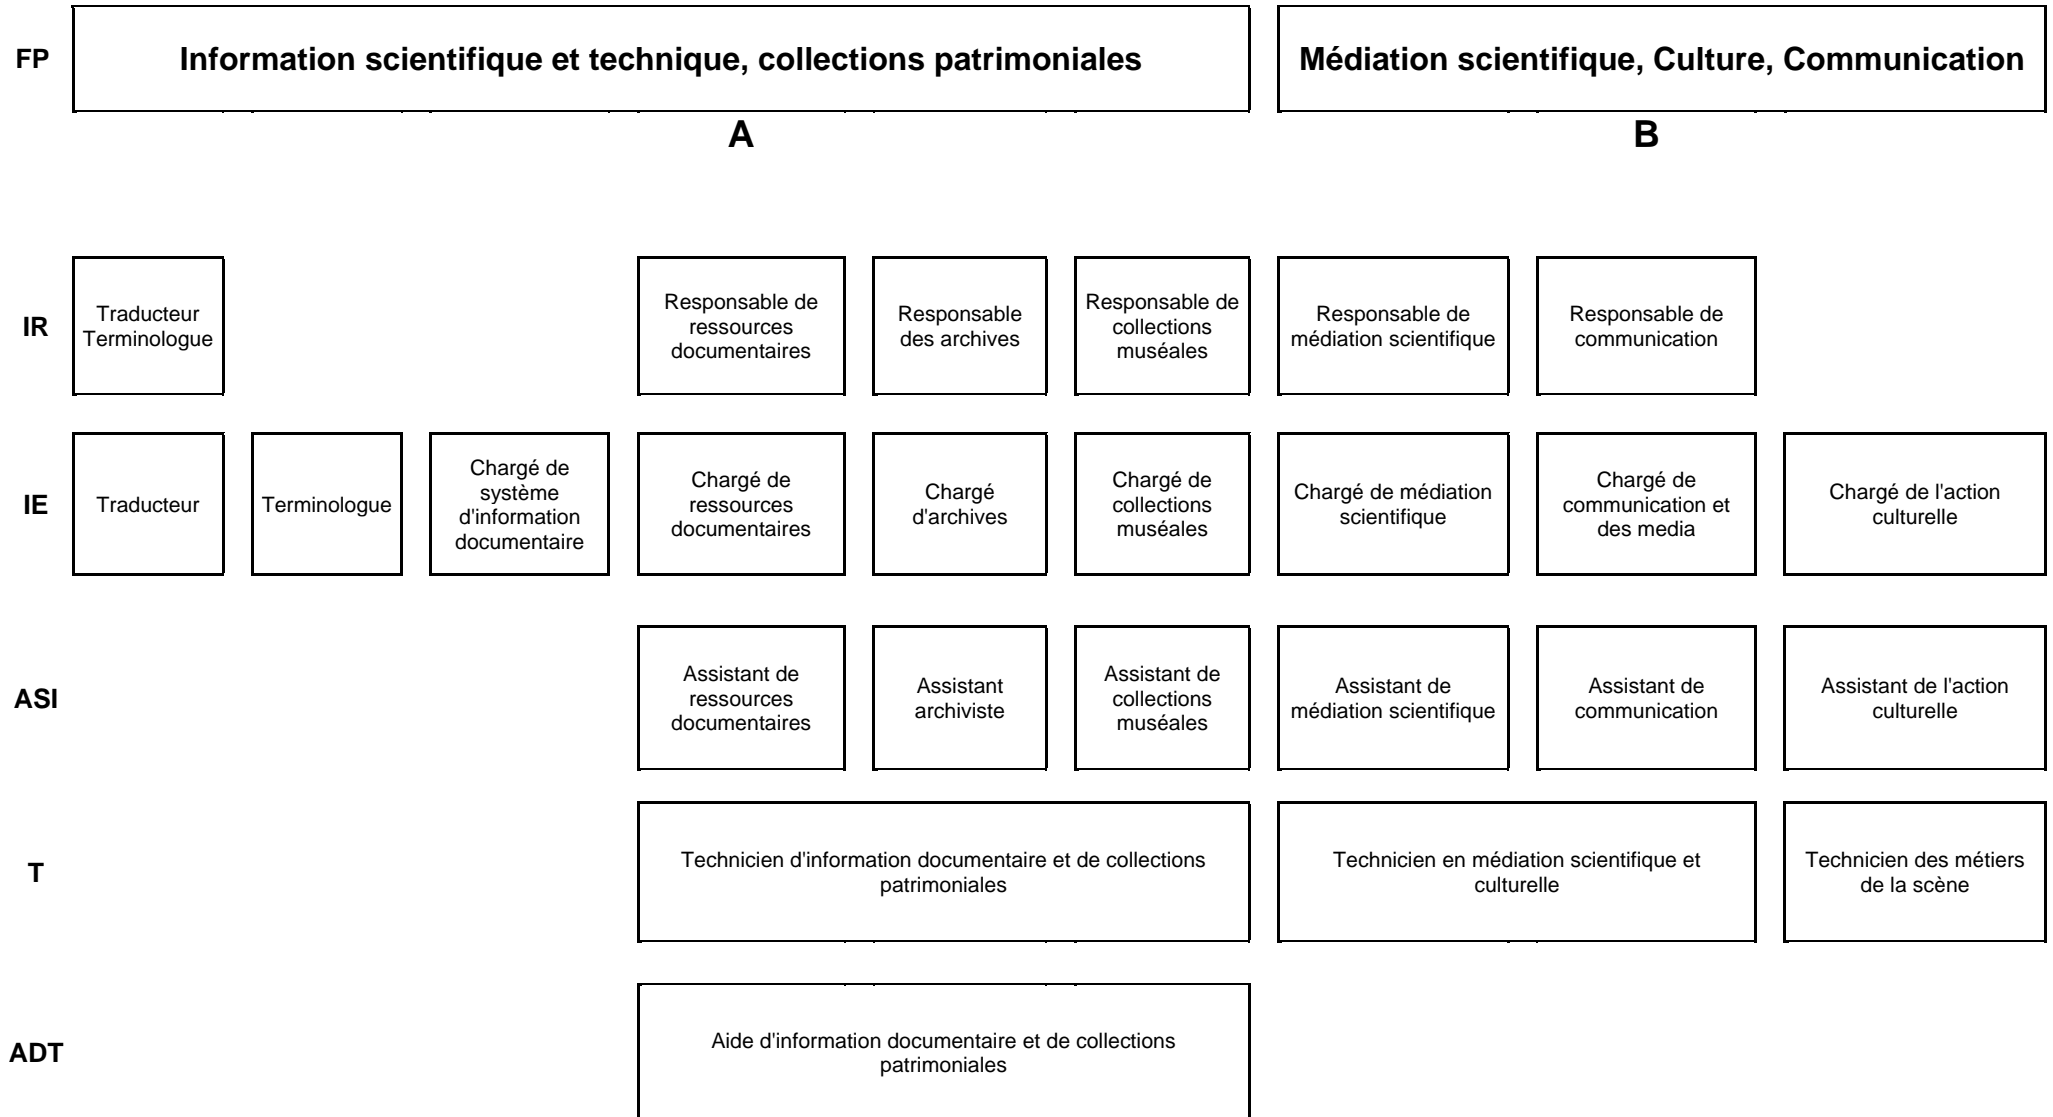 FP
Information scientifique et technique, collections patrimoniales
Médiation scientifique, Culture, Communication
A
B
IR
Traducteur
Terminologue
Responsable de
ressources
documentaires
Responsable
des archives
Responsable de
collections
muséales
Responsable de
médiation scientifique
Responsable de
communication
IE
Traducteur
Terminologue
Chargé de
système
d'information
documentaire
Chargé de
ressources
documentaires
Chargé
d'archives
Chargé de
collections
muséales
Chargé de médiation
scientifique
Chargé de
communication et
des media
Chargé de l'action
culturelle
ASI
Assistant de
ressources
documentaires
Assistant
archiviste
Assistant de
collections
muséales
Assistant de
médiation scientifique
Assistant de
communication
Assistant de l'action
culturelle
T
Technicien d'information documentaire et de collections
patrimoniales
Technicien en médiation scientifique et
culturelle
Technicien des métiers
de la scène
ADT
Aide d'information documentaire et de collections
patrimoniales